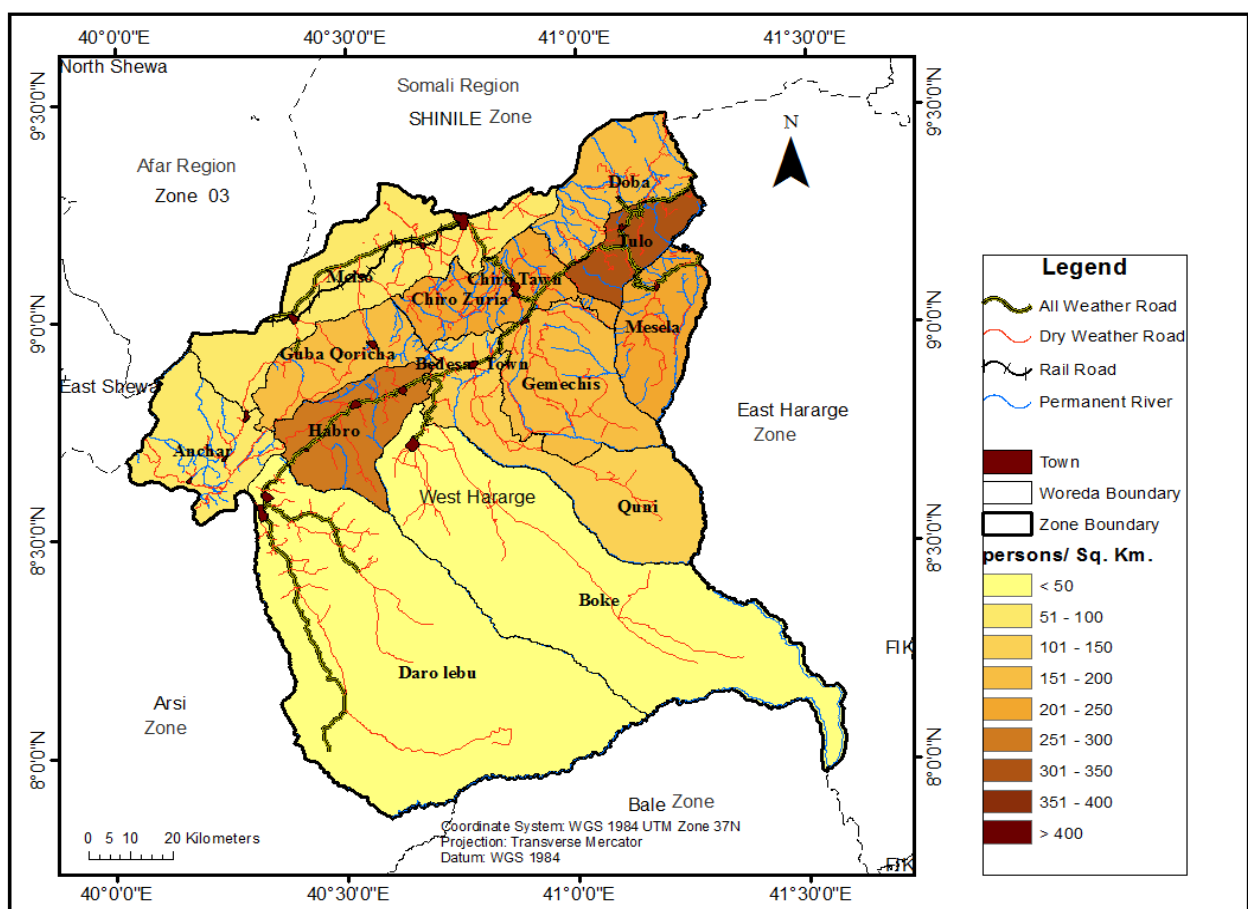 40°0'0"E 40°30'0"E 41°0'0"E 41°30'0"E
North Shewa
Somali Region
SHINILE Zone
9°30'0"N
9°30'0"N
N
Afar Region
Zone 03
Doba
Tulo
Mesela
Chiro Tawn
Chiro Zuria
9°0'0"N
9°0'0"N
Guba Qoricha
Bedesa Town
Gemechis
East Shewa
East Hararge
Zone
Habro
Anchar
West Hararge
Quni
8°30'0"N
8°30'0"N
Boke
Daro lebu
FIK
Arsi
Zone
8°0'0"N
8°0'0"N
Bale Zone
0 5 10 20 Kilometers
Coordinate System: WGS 1984 UTM Zone 37N
Projection: Transverse Mercator
Datum: WGS 1984
FIK
40°0'0"E 40°30'0"E 41°0'0"E 41°30'0"E
Legend
All Weather Road
Dry Weather Road
Rail Road
Permanent River
Town
Woreda Boundary
Zone Boundary
persons/ Sq. Km.
< 50
51 - 100
101 - 150
151 - 200
201 - 250
251 - 300
301 - 350
351 - 400
> 400